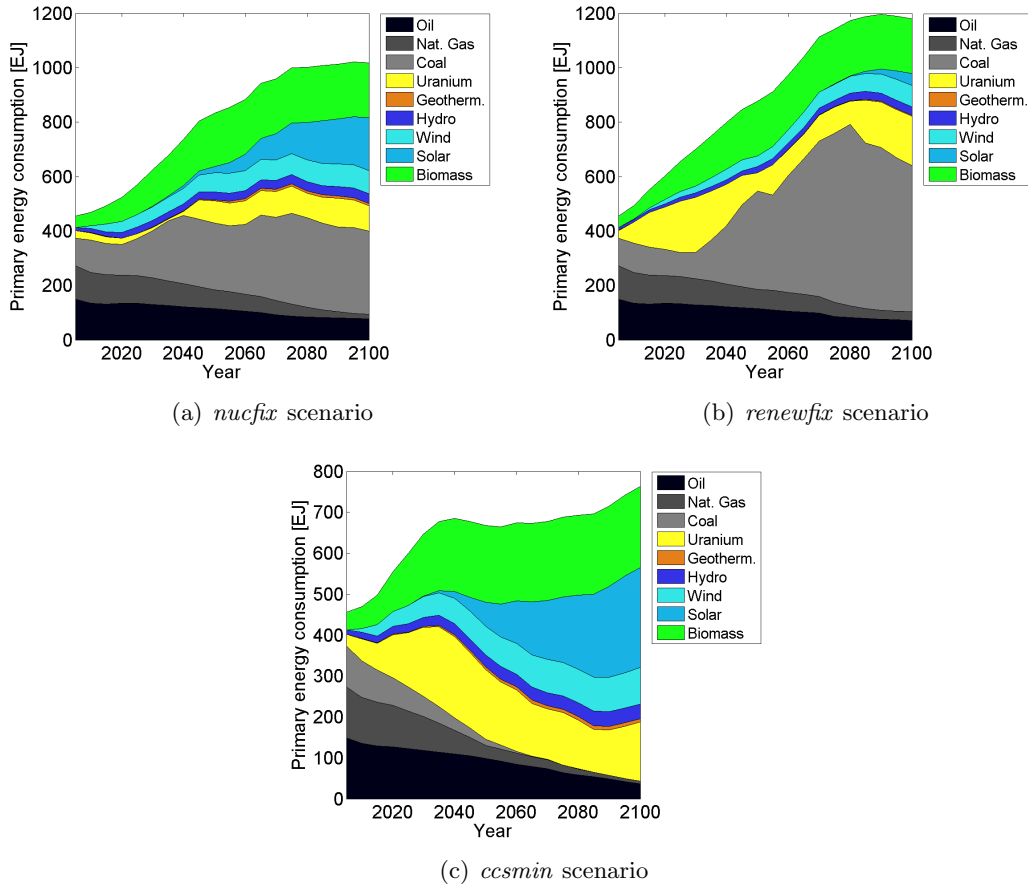 1200
1000
800
600
400
200
0
Primary energy consumption [EJ]
2020 2040 2060 2080 2100
Year
Oil
Nat. Gas
Coal
Uranium
Geotherm.
Hydro
Wind
Solar
Biomass
(a) nucfix scenario
1200
1000
800
600
400
200
0
Primary energy consumption [EJ]
2020 2040 2060 2080 2100
Year
Oil
Nat. Gas
Coal
Uranium
Geotherm.
Hydro
Wind
Solar
Biomass
(b) renewfix scenario
800
700
600
500
400
300
200
100
0
Primary energy consumption [EJ]
2020 2040 2060 2080 2100
Year
Oil
Nat. Gas
Coal
Uranium
Geotherm.
Hydro
Wind
Solar
Biomass
(c) ccsmin scenario